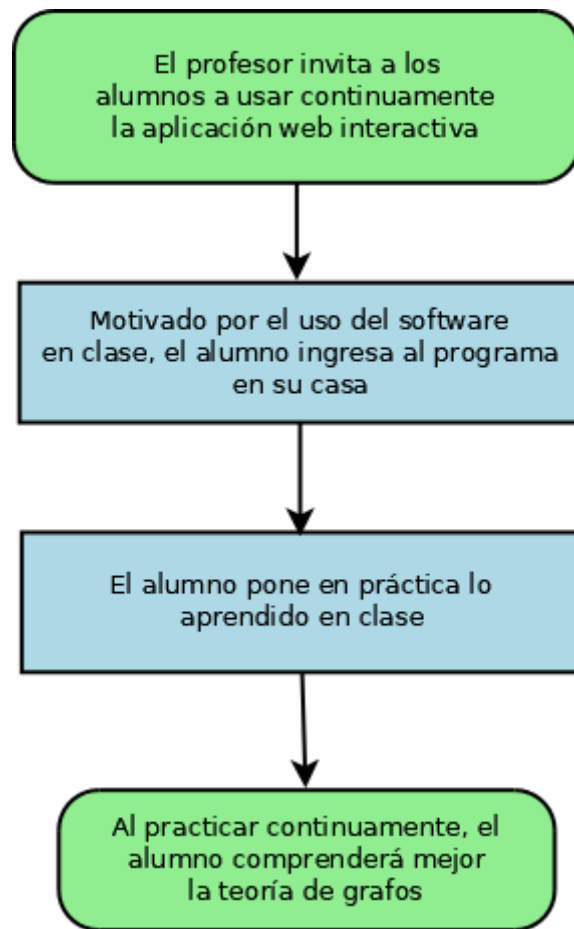 El profesor invita a los
alumnos a usar continuamente
la aplicación web interactiva
Motivado por el uso del software
en clase, el alumno ingresa al programa
en su casa
El alumno pone en práctica lo
aprendido en clase
Al practicar continuamente, el
alumno comprenderá mejor
la teoría de grafos